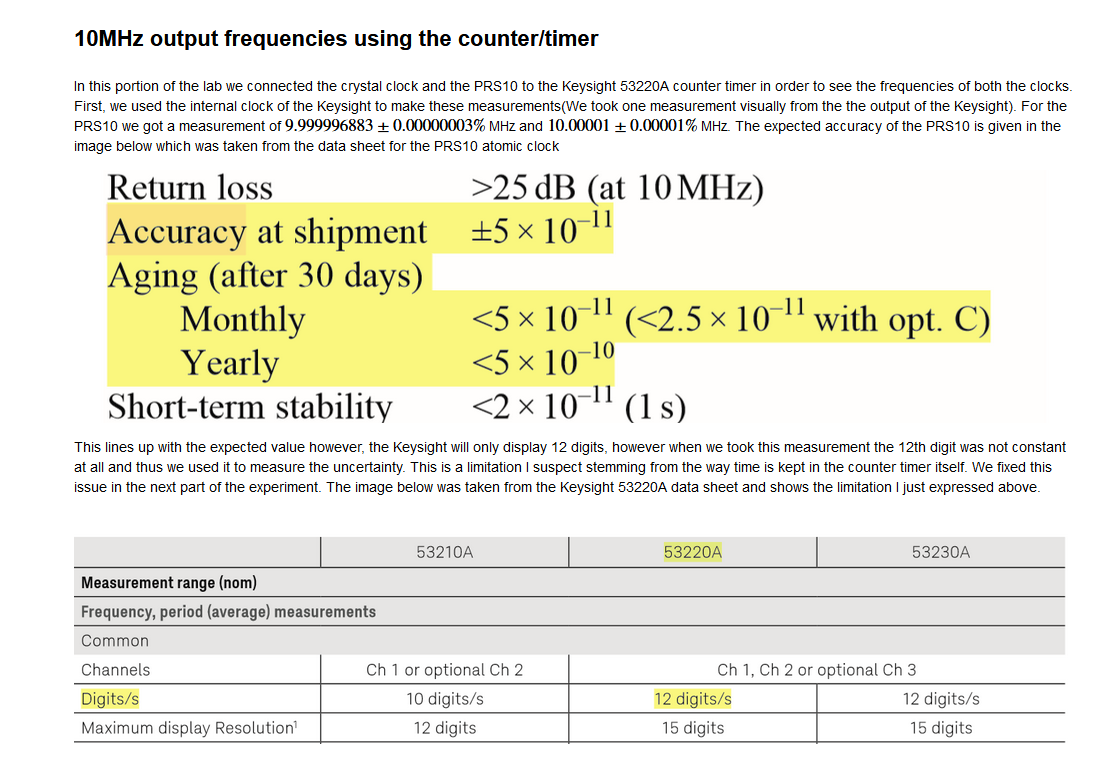 10MHz output frequencies using the counter/timer
In this portion of the lab we connected the crystal clock and the PRS10 to the Keysight 53220A counter timer in order to see the frequencies of both the clocks.
First, we used the internal clock of the Keysight to make these measurements(We took one measurement visually from the the output of the Keysight). For the
PRS10 we got a measurement of 9.999996883 ± 0.00000003% MHz and 10.00001 ± 0.00001% MHz. The expected accuracy of the PRS10 is given in the
image below which was taken from the data sheet for the PRS10 atomic clock
Return loss >25 dB (at 10 MHz)
Accuracy at shipment ±5 × 10⁻¹¹
Aging (after 30 days)
Monthly <5 × 10⁻¹¹ (<2.5 × 10⁻¹¹ with opt. C)
Yearly <5 × 10⁻¹⁰
Short-term stability <2 × 10⁻¹¹ (1 s)
This lines up with the expected value however, the Keysight will only display 12 digits, however when we took this measurement the 12th digit was not constant
at all and thus we used it to measure the uncertainty. This is a limitation I suspect stemming from the way time is kept in the counter timer itself. We fixed this
issue in the next part of the experiment. The image below was taken from the Keysight 53220A data sheet and shows the limitation I just expressed above.
53210A 53220A 53230A
Measurement range (nom)
Frequency, period (average) measurements
Common
Channels Ch 1 or optional Ch 2 Ch 1, Ch 2 or optional Ch 3
Digits/s 10 digits/s 12 digits/s 12 digits/s
Maximum display Resolution¹ 12 digits 15 digits 15 digits